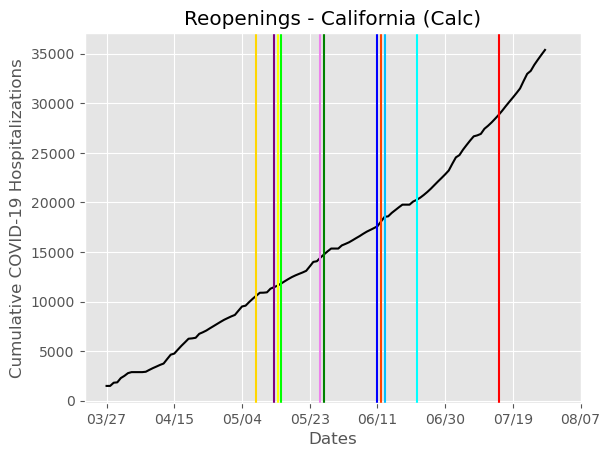 Reopenings - California (Calc)
Cumulative COVID-19 Hospitalizations
35000
30000
25000
20000
15000
10000
5000
0
03/27 04/15 05/04 05/23 06/11 06/30 07/19 08/07
Dates